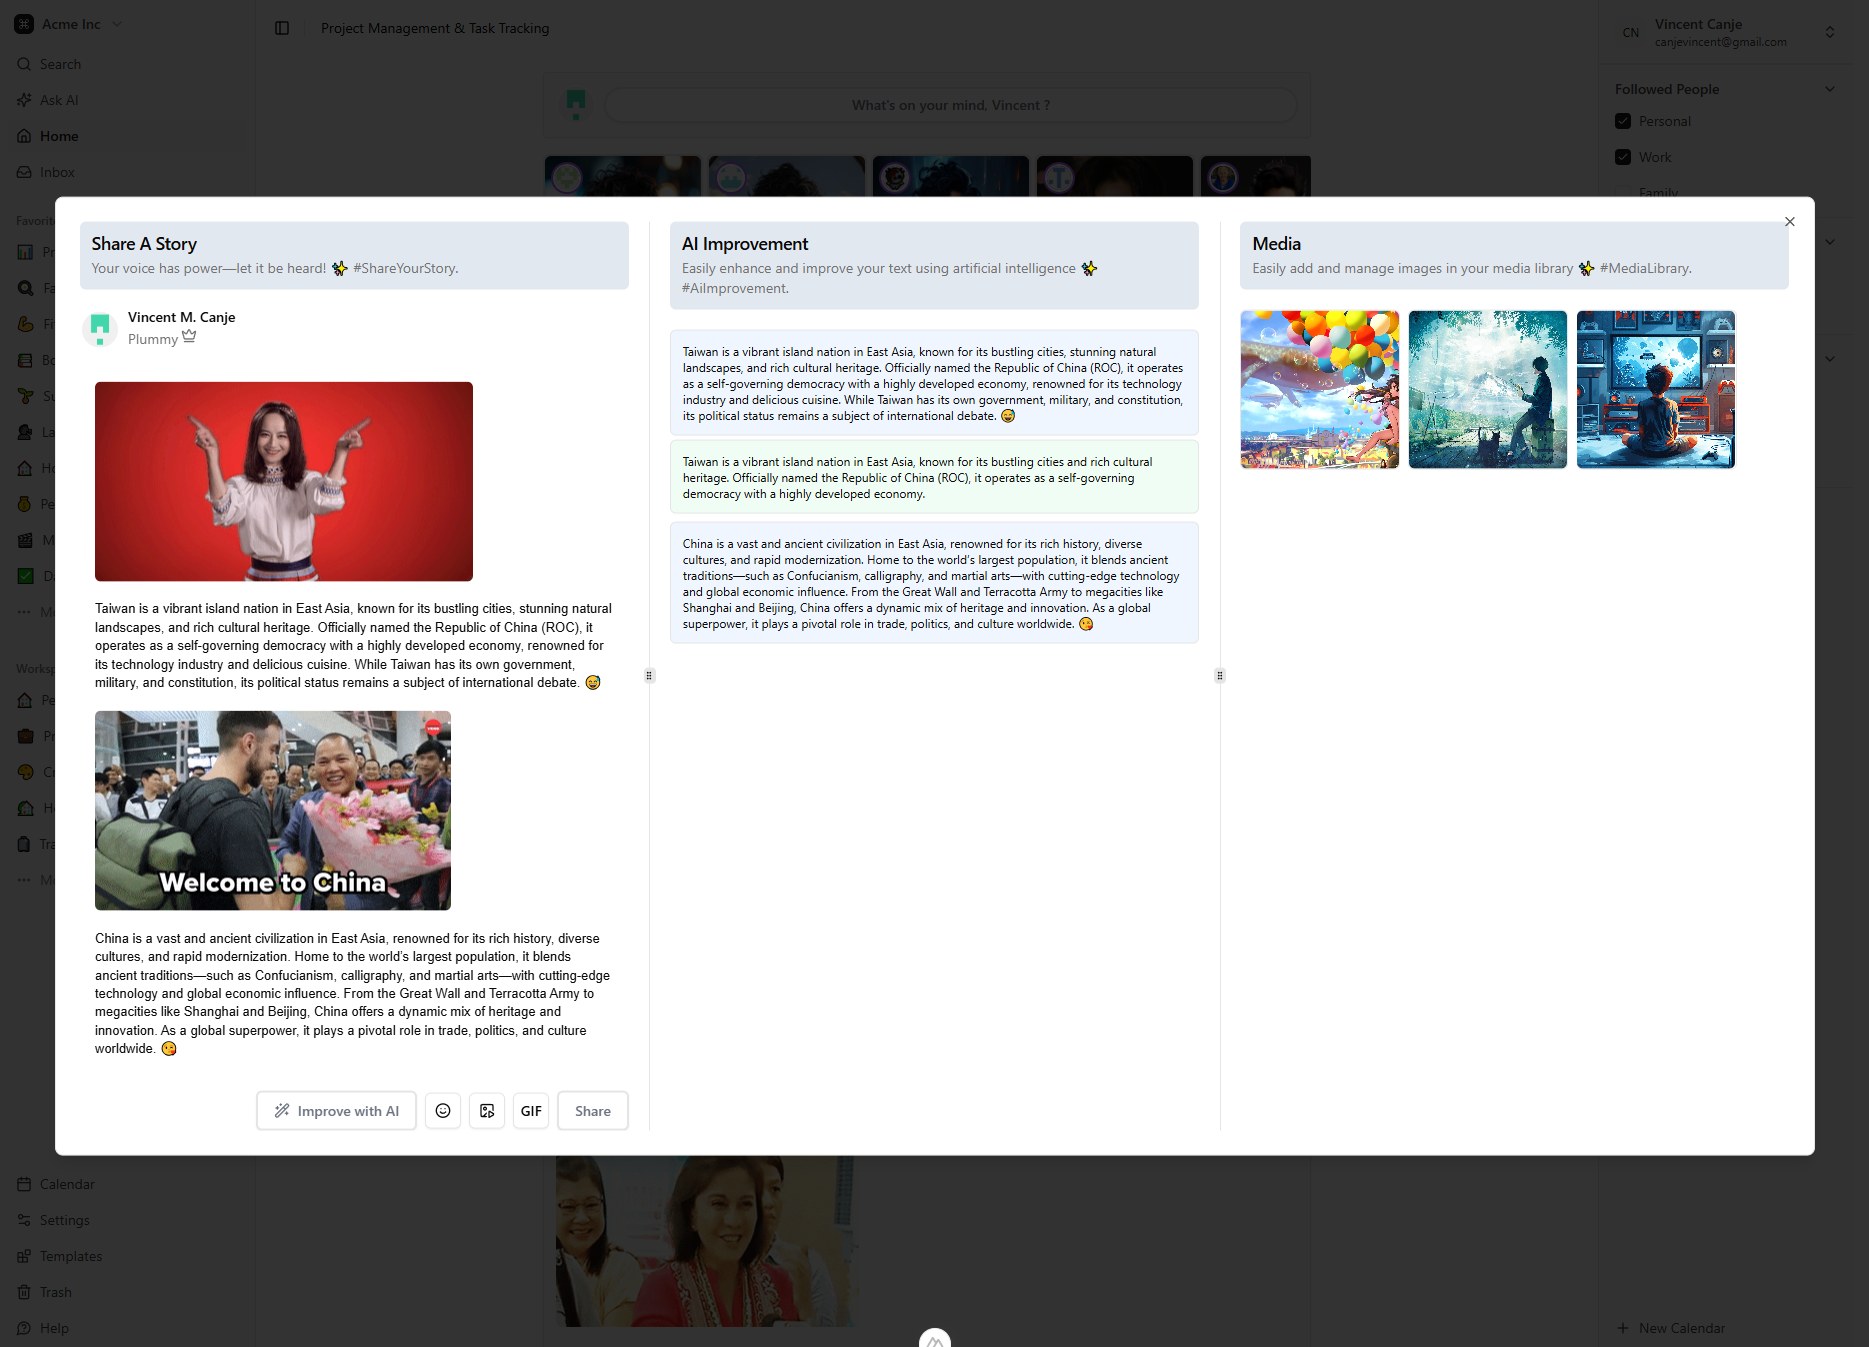 Acme Inc
Search
Ask AI
Home
Inbox
Favorit
Pr
Fa
Fi
Bo
Su
La
Ho
Pe
M
Da
Mo
Worksp
Pe
Pr
Cr
Ho
Tra
Mo
Calendar
Settings
Templates
Trash
Help
Project Management & Task Tracking
What's on your mind, Vincent ?
CN
Vincent Canje
canjevincent@gmail.com
Followed People
Personal
Work
Family
New Calendar
Share A Story
Your voice has power—let it be heard! ✨ #ShareYourStory.
Vincent M. Canje
Plummy
Taiwan is a vibrant island nation in East Asia, known for its bustling cities, stunning natural
landscapes, and rich cultural heritage. Officially named the Republic of China (ROC), it
operates as a self-governing democracy with a highly developed economy, renowned for
its technology industry and delicious cuisine. While Taiwan has its own government,
military, and constitution, its political status remains a subject of international debate. 😅
Welcome to China
China is a vast and ancient civilization in East Asia, renowned for its rich history, diverse
cultures, and rapid modernization. Home to the world's largest population, it blends
ancient traditions—such as Confucianism, calligraphy, and martial arts—with cutting-edge
technology and global economic influence. From the Great Wall and Terracotta Army to
megacities like Shanghai and Beijing, China offers a dynamic mix of heritage and
innovation. As a global superpower, it plays a pivotal role in trade, politics, and culture
worldwide. 😘
Improve with AI
GIF
Share
AI Improvement
Easily enhance and improve your text using artificial intelligence ✨
#AiImprovement.
Taiwan is a vibrant island nation in East Asia, known for its bustling cities, stunning natural
landscapes, and rich cultural heritage. Officially named the Republic of China (ROC), it operates
as a self-governing democracy with a highly developed economy, renowned for its technology
industry and delicious cuisine. While Taiwan has its own government, military, and constitution,
its political status remains a subject of international debate. 😅
Taiwan is a vibrant island nation in East Asia, known for its bustling cities and rich cultural
heritage. Officially named the Republic of China (ROC), it operates as a self-governing
democracy with a highly developed economy.
China is a vast and ancient civilization in East Asia, renowned for its rich history, diverse
cultures, and rapid modernization. Home to the world's largest population, it blends ancient
traditions—such as Confucianism, calligraphy, and martial arts—with cutting-edge technology
and global economic influence. From the Great Wall and Terracotta Army to megacities like
Shanghai and Beijing, China offers a dynamic mix of heritage and innovation. As a global
superpower, it plays a pivotal role in trade, politics, and culture worldwide. 😘
Media
Easily add and manage images in your media library ✨ #MediaLibrary.